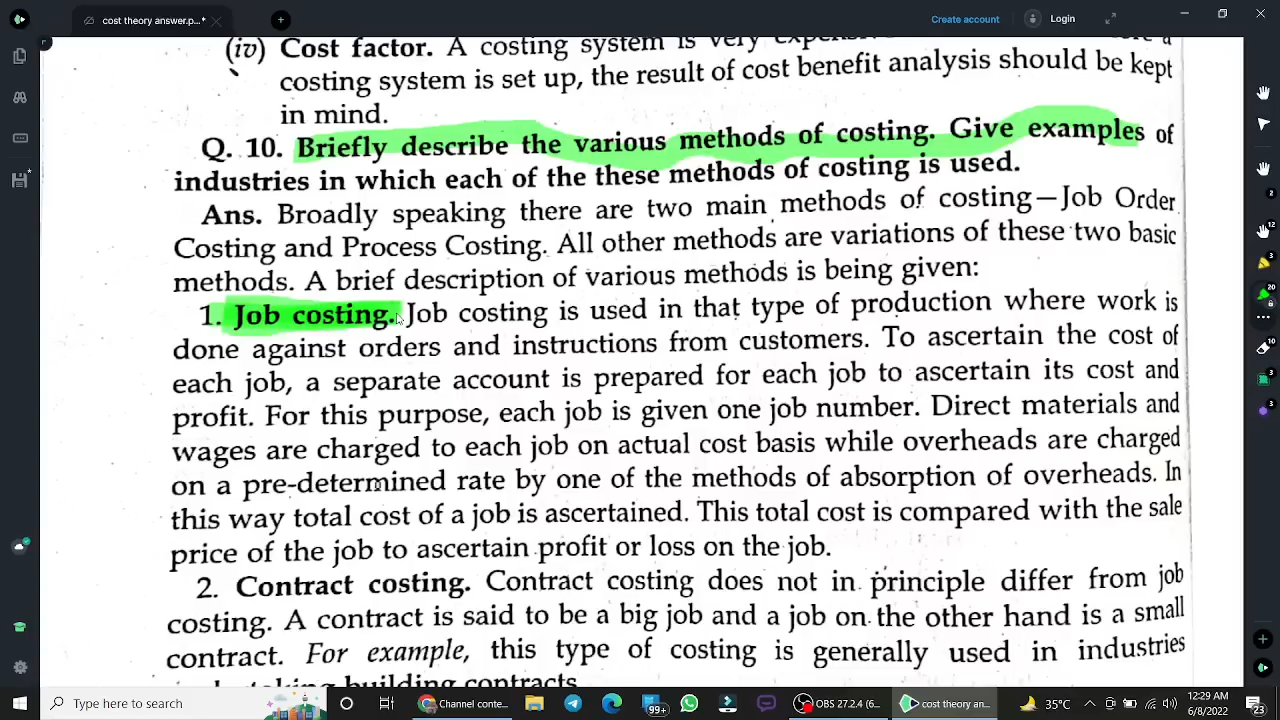 cost theory answer.p...
Create account
Login
(iv) Cost factor. A costing system is very
costing system is set up, the result of cost benefit analysis should be kept
in mind.
Q. 10. Briefly describe the various methods of costing. Give examples of
industries in which each of the these methods of costing is used.
Ans. Broadly speaking there are two main methods of costing—Job Order
Costing and Process Costing. All other methods are variations of these two basic
methods. A brief description of various methods is being given:
1. Job costing. Job costing is used in that type of production where work is
done against orders and instructions from customers. To ascertain the cost of
each job, a separate account is prepared for each job to ascertain its cost and
profit. For this purpose, each job is given one job number. Direct materials and
wages are charged to each job on actual cost basis while overheads are charged
on a pre-determined rate by one of the methods of absorption of overheads. In
this way total cost of a job is ascertained. This total cost is compared with the sale
price of the job to ascertain profit or loss on the job.
2. Contract costing. Contract costing does not in principle differ from job
costing. A contract is said to be a big job and a job on the other hand is a small
contract. For example, this type of costing is generally used in industries
building contracts.
2
12
3
20
10
3
3
Type here to search
Channel conte...
99+
OBS 27.2.4 (6...
cost theory an...
35°C
12:29 AM
6/8/2022
23